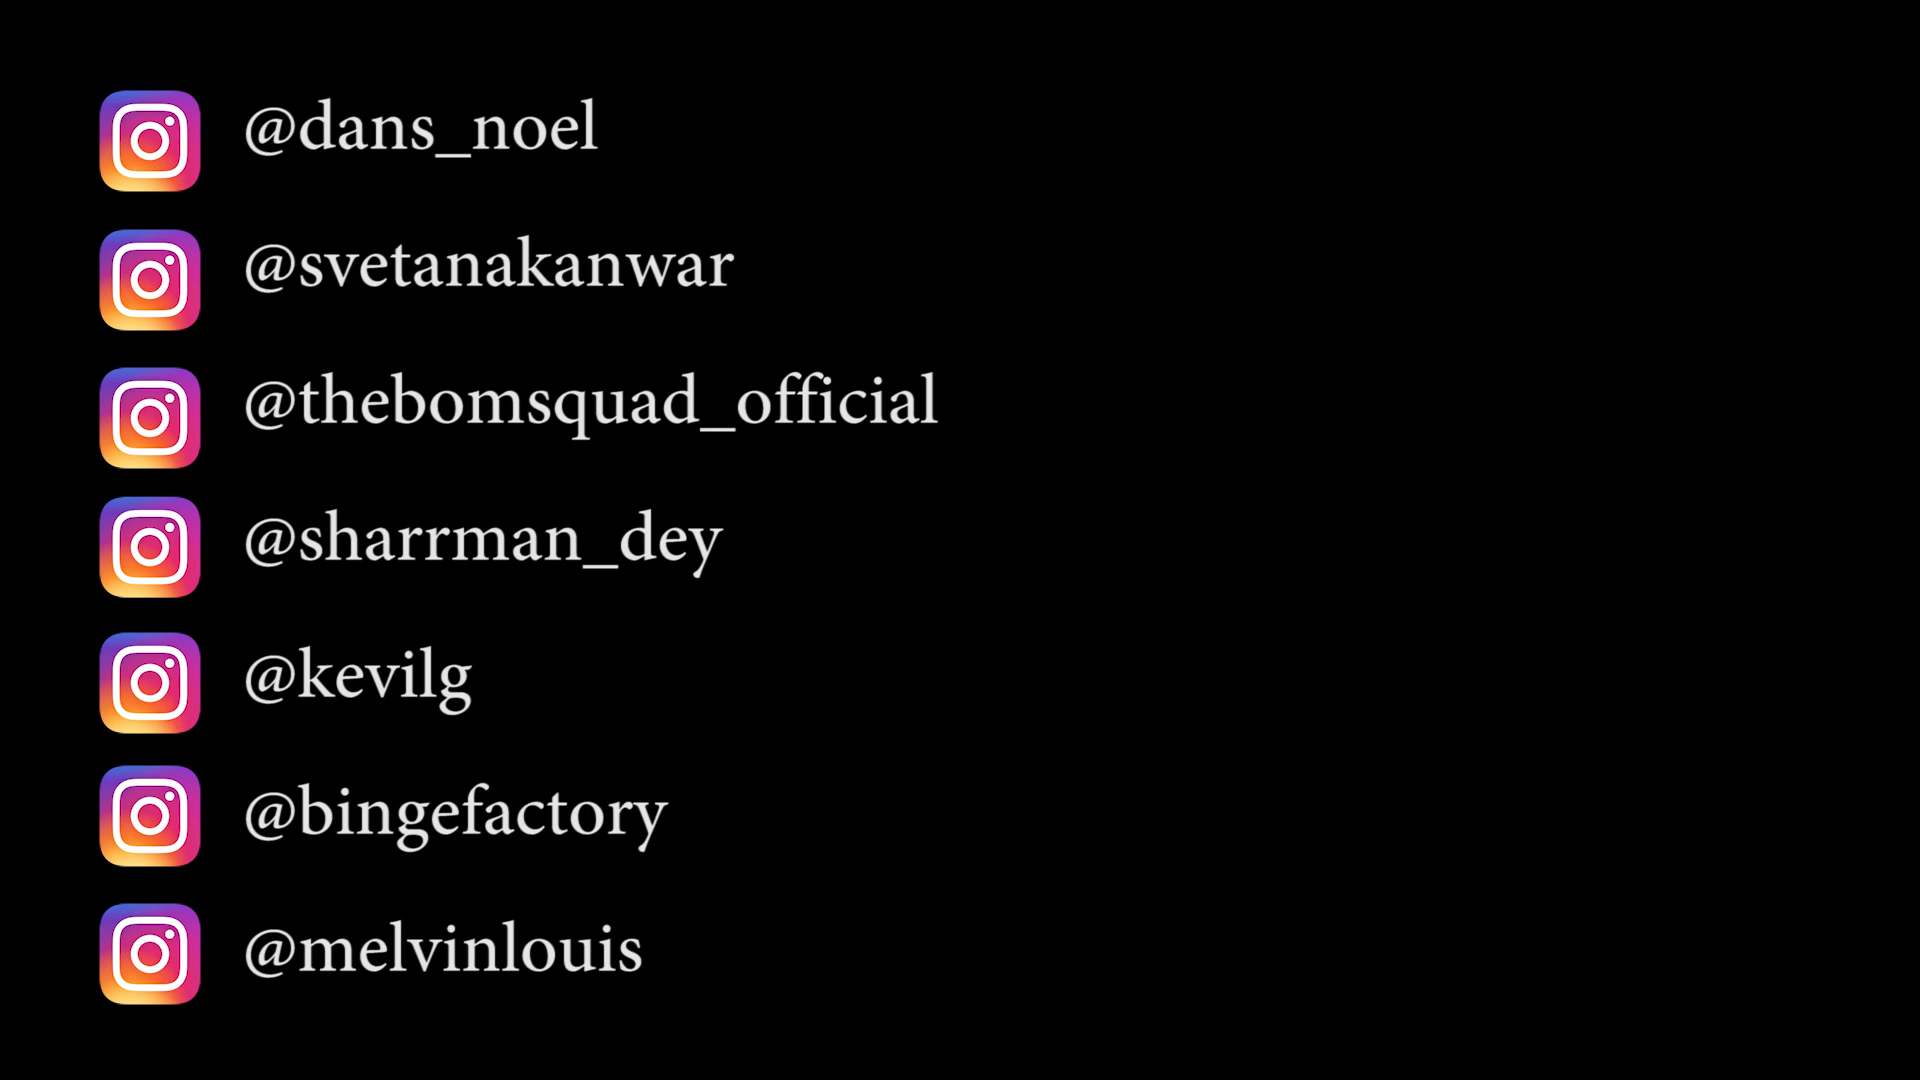 @dans_noel
@svetanakanwar
@thebomsquad_official
@sharrman_dey
@kevilg
@bingefactory
@melvinlouis